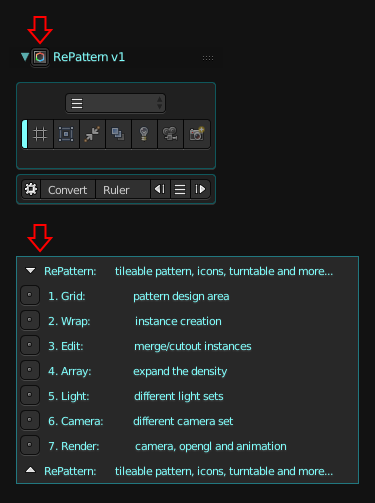 RePattern v1
Convert Ruler
RePattern: tileable pattern, icons, turntable and more...
1. Grid: pattern design area
2. Wrap: instance creation
3. Edit: merge/cutout instances
4. Array: expand the density
5. Light: different light sets
6. Camera: different camera set
7. Render: camera, opengl and animation
RePattern: tileable pattern, icons, turntable and more...